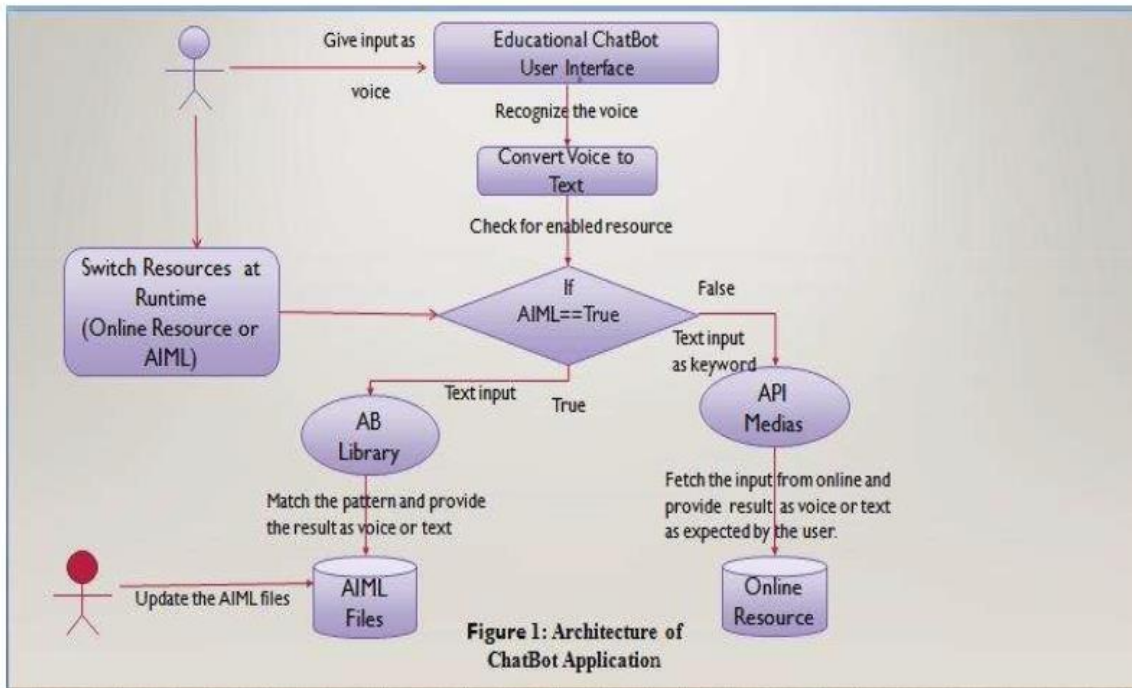 Give input as
voice
Educational ChatBot
User Interface
Recognize the voice
Convert Voice to
Text
Check for enabled resource
Switch Resources at
Runtime
(Online Resource or
AIML)
If
AIML==True
False
Text input
as keyword
Text input
True
AB
Library
API
Medias
Match the pattern and provide
the result as voice or text
Fetch the input from online and
provide result as voice or text
as expected by the user.
Update the AIML files
AIML
Files
Online
Resource
Figure 1: Architecture of
ChatBot Application